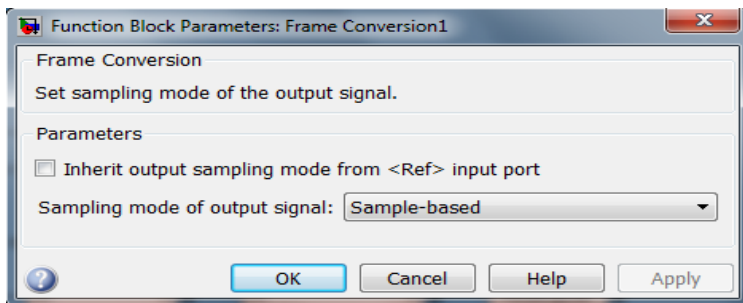 Function Block Parameters: Frame Conversion1
Frame Conversion
Set sampling mode of the output signal.
Parameters
Inherit output sampling mode from <Ref> input port
Sampling mode of output signal: Sample-based
OK Cancel Help Apply